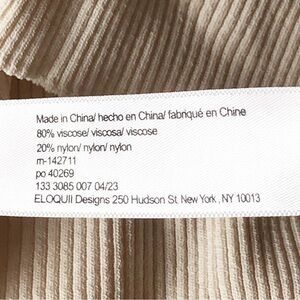 Made in China/ hecho en China/ fabriqué en Chine
80% viscose/ viscosa/ viscose
20% nylon/ nylon/ nylon
rn-142711
po 40269
133 3085 007 04/23
ELOQUII Designs 250 Hudson St New York , NY 10013